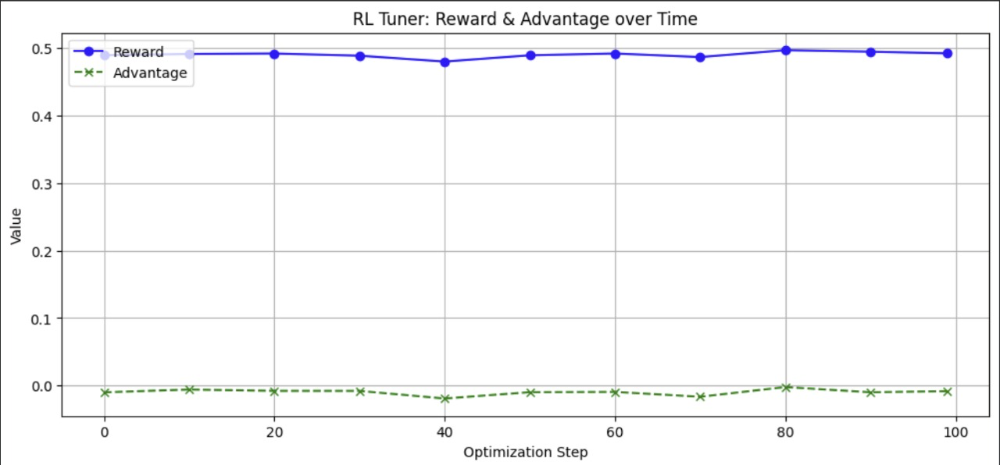 RL Tuner: Reward & Advantage over Time
Reward
Advantage
0.5
0.4
0.3
0.2
0.1
0.0
Value
0 20 40 60 80 100
Optimization Step